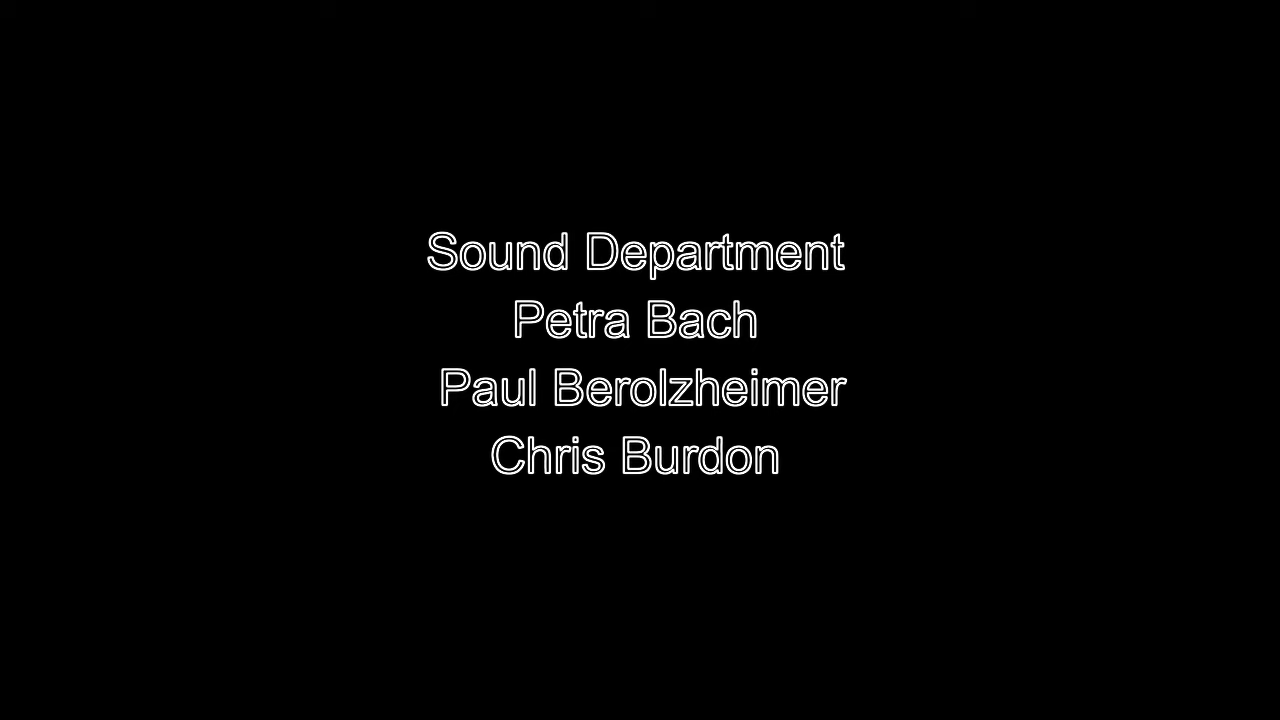 Sound Department
Petra Bach
Paul Berolzheimer
Chris Burdon